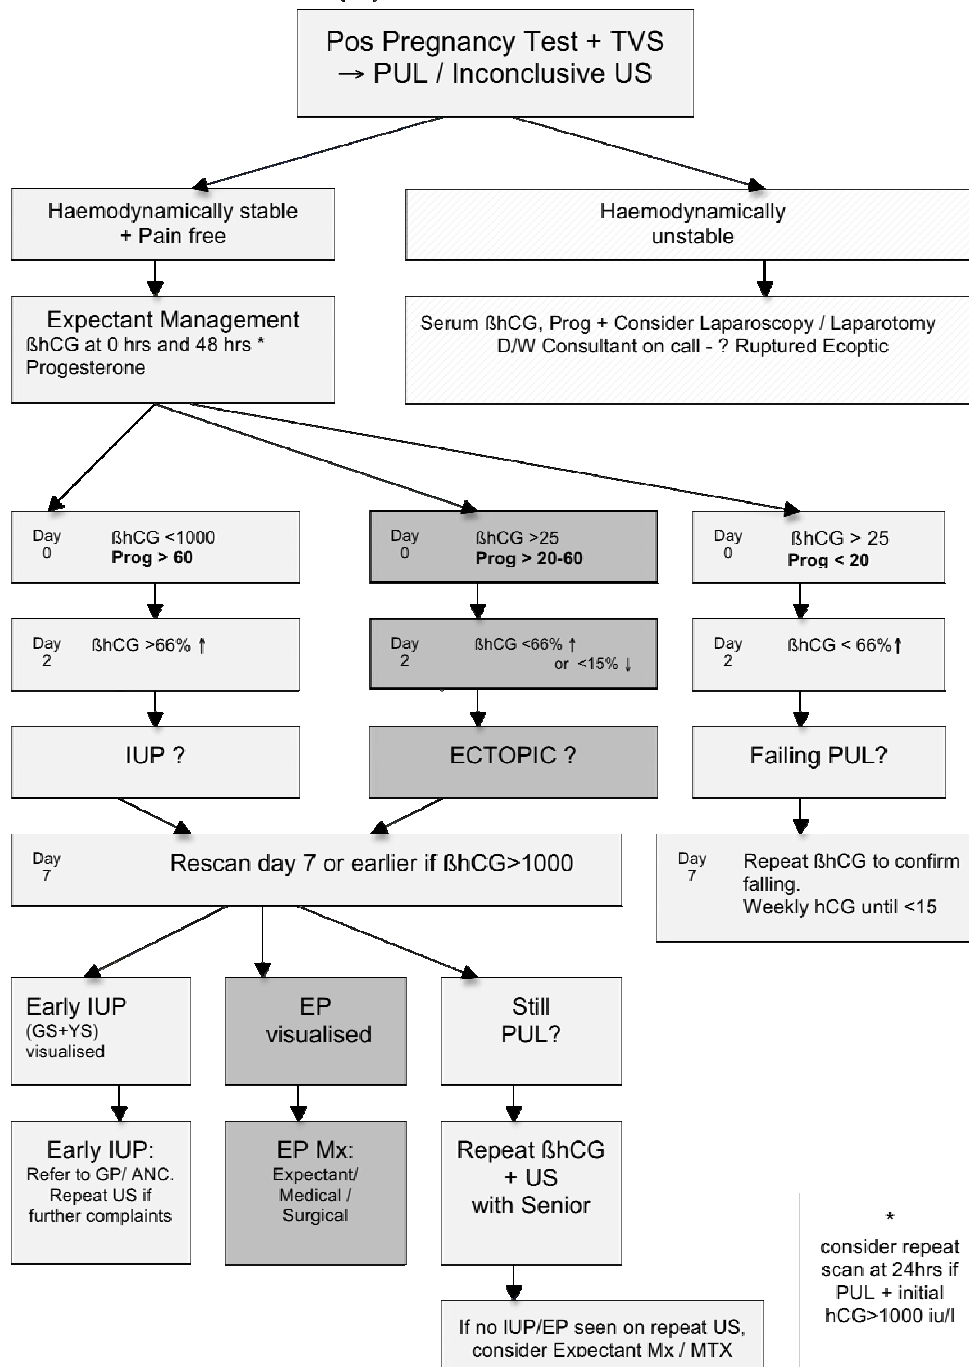 Pos Pregnancy Test + TVS
→ PUL / Inconclusive US
Haemodynamically stable
+ Pain free
Haemodynamically
unstable
Expectant Management
ßhCG at 0 hrs and 48 hrs *
Progesterone
Serum ßhCG, Prog + Consider Laparoscopy / Laparotomy
D/W Consultant on call - ? Ruptured Ecoptic
Day
0
ßhCG <1000
Prog > 60
Day
0
ßhCG >25
Prog > 20-60
Day
0
ßhCG > 25
Prog < 20
Day
2
ßhCG >66% ↑
Day
2
ßhCG <66% ↑
or <15% ↓
Day
2
ßhCG < 66%↑
IUP ?
ECTOPIC ?
Failing PUL?
Day
7
Rescan day 7 or earlier if ßhCG>1000
Day
7
Repeat ßhCG to confirm
falling.
Weekly hCG until <15
Early IUP
(GS+YS)
visualised
EP
visualised
Still
PUL?
Early IUP:
Refer to GP/ ANC.
Repeat US if
further complaints
EP Mx:
Expectant/
Medical /
Surgical
Repeat ßhCG
+ US
with Senior
*
consider repeat
scan at 24hrs if
PUL + initial
hCG>1000 iu/l
If no IUP/EP seen on repeat US,
consider Expectant Mx / MTX